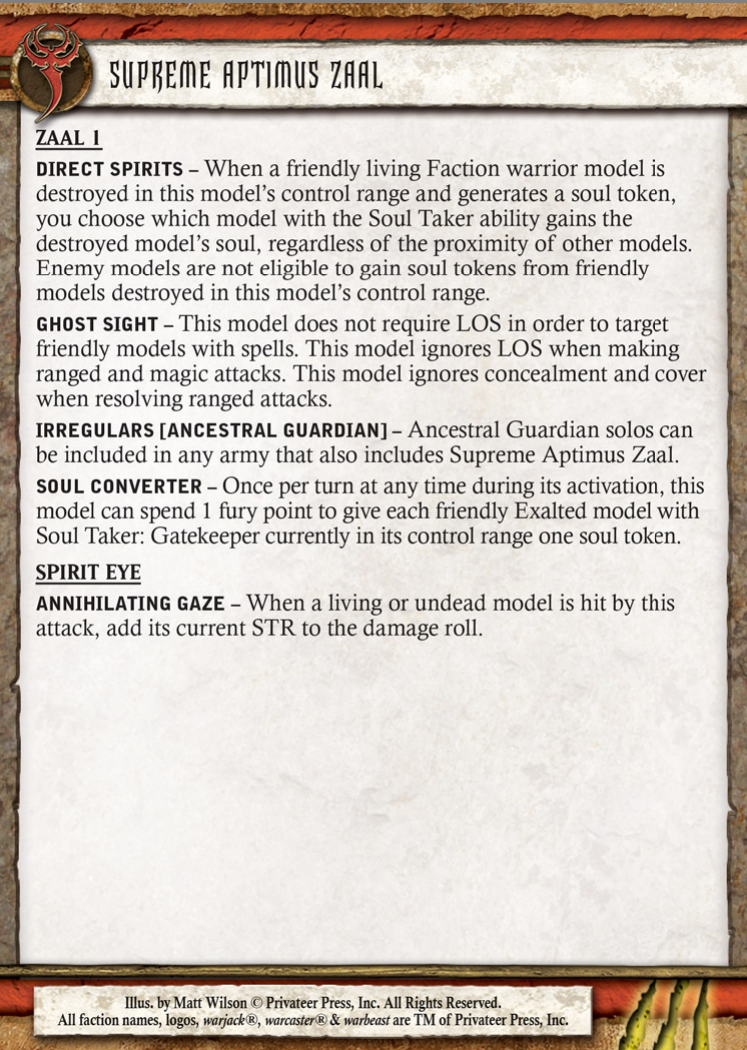 SUPREME APTIMUS ZAAL
ZAAL 1
DIRECT SPIRITS – When a friendly living Faction warrior model is
destroyed in this model's control range and generates a soul token,
you choose which model with the Soul Taker ability gains the
destroyed model's soul, regardless of the proximity of other models.
Enemy models are not eligible to gain soul tokens from friendly
models destroyed in this model's control range.
GHOST SIGHT – This model does not require LOS in order to target
friendly models with spells. This model ignores LOS when making
ranged and magic attacks. This model ignores concealment and cover
when resolving ranged attacks.
IRREGULARS [ANCESTRAL GUARDIAN] – Ancestral Guardian solos can
be included in any army that also includes Supreme Aptimus Zaal.
SOUL CONVERTER – Once per turn at any time during its activation, this
model can spend 1 fury point to give each friendly Exalted model with
Soul Taker: Gatekeeper currently in its control range one soul token.
SPIRIT EYE
ANNIHILATING GAZE – When a living or undead model is hit by this
attack, add its current STR to the damage roll.
Illus. by Matt Wilson © Privateer Press, Inc. All Rights Reserved.
All faction names, logos, warjack®, warcaster® & warbeast are TM of Privateer Press, Inc.